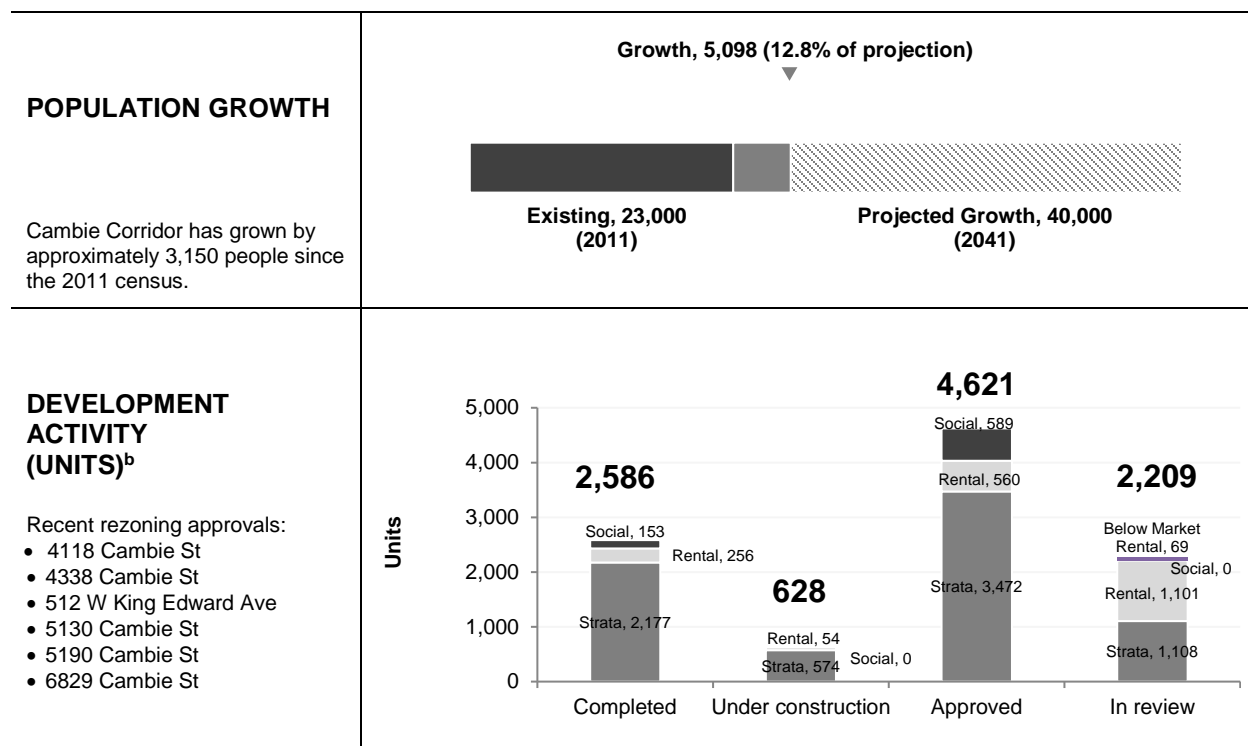 POPULATION GROWTH
Cambie Corridor has grown by
approximately 3,150 people since
the 2011 census.
Growth, 5,098 (12.8% of projection)
Existing, 23,000
(2011)
Projected Growth, 40,000
(2041)
DEVELOPMENT
ACTIVITY
(UNITS)b
Recent rezoning approvals:
• 4118 Cambie St
• 4338 Cambie St
• 512 W King Edward Ave
• 5130 Cambie St
• 5190 Cambie St
• 6829 Cambie St
Units
5,000
4,000
3,000
2,000
1,000
0
2,586
Social, 153
Rental, 256
Strata, 2,177
628
Rental, 54
Strata, 574
Social, 0
4,621
Social, 589
Rental, 560
Strata, 3,472
2,209
Below Market
Rental, 69
Social, 0
Rental, 1,101
Strata, 1,108
Completed
Under construction
Approved
In review